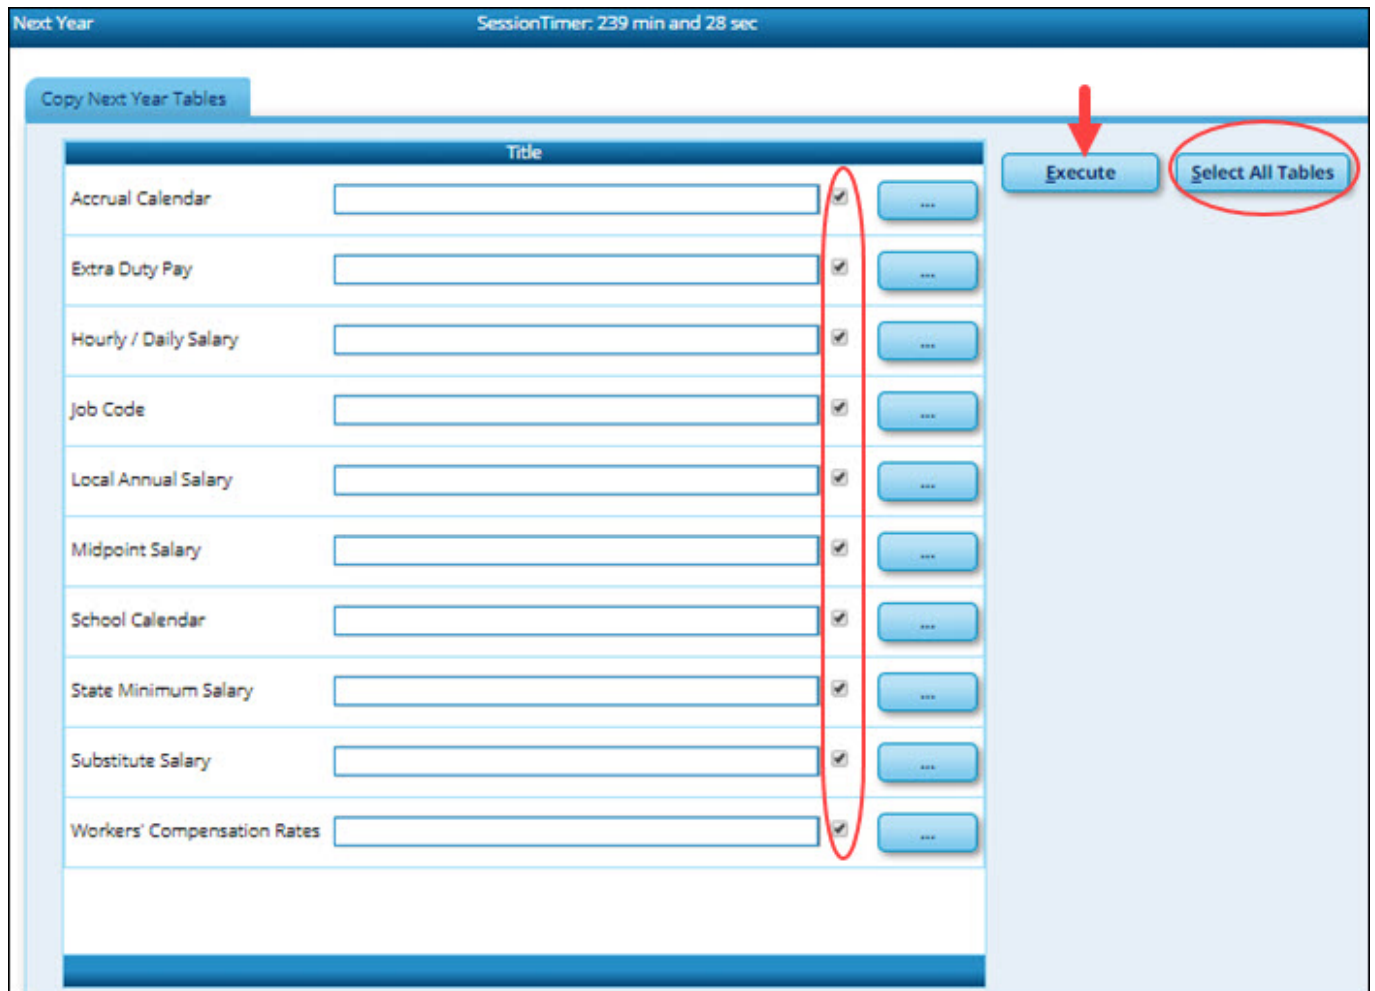 Next Year SessionTimer: 239 min and 28 sec
Copy Next Year Tables
Title
Execute Select All Tables
Accrual Calendar ...
Extra Duty Pay ...
Hourly / Daily Salary ...
Job Code ...
Local Annual Salary ...
Midpoint Salary ...
School Calendar ...
State Minimum Salary ...
Substitute Salary ...
Workers' Compensation Rates ...